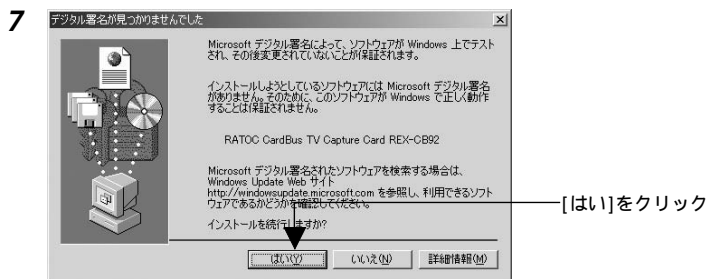 7
デジタル署名が見つかりませんでした
Microsoft デジタル署名によって、ソフトウェアが Windows 上でテスト
され、その後変更されていないことが保証されます。
インストールしようとしているソフトウェアには Microsoft デジタル署名
がありません。そのために、このソフトウェアが Windows で正しく動作
することは保証されません。
RATOC CardBus TV Capture Card REX-CB92
Microsoft デジタル署名されたソフトウェアを検索する場合は、
Windows Update Web サイト
http://windowsupdate.microsoft.com を参照し、利用できるソフト
ウェアであるかどうかを確認してください。
インストールを続行しますか?
[はい]をクリック
はい(Y)
いいえ(N)
詳細情報(M)